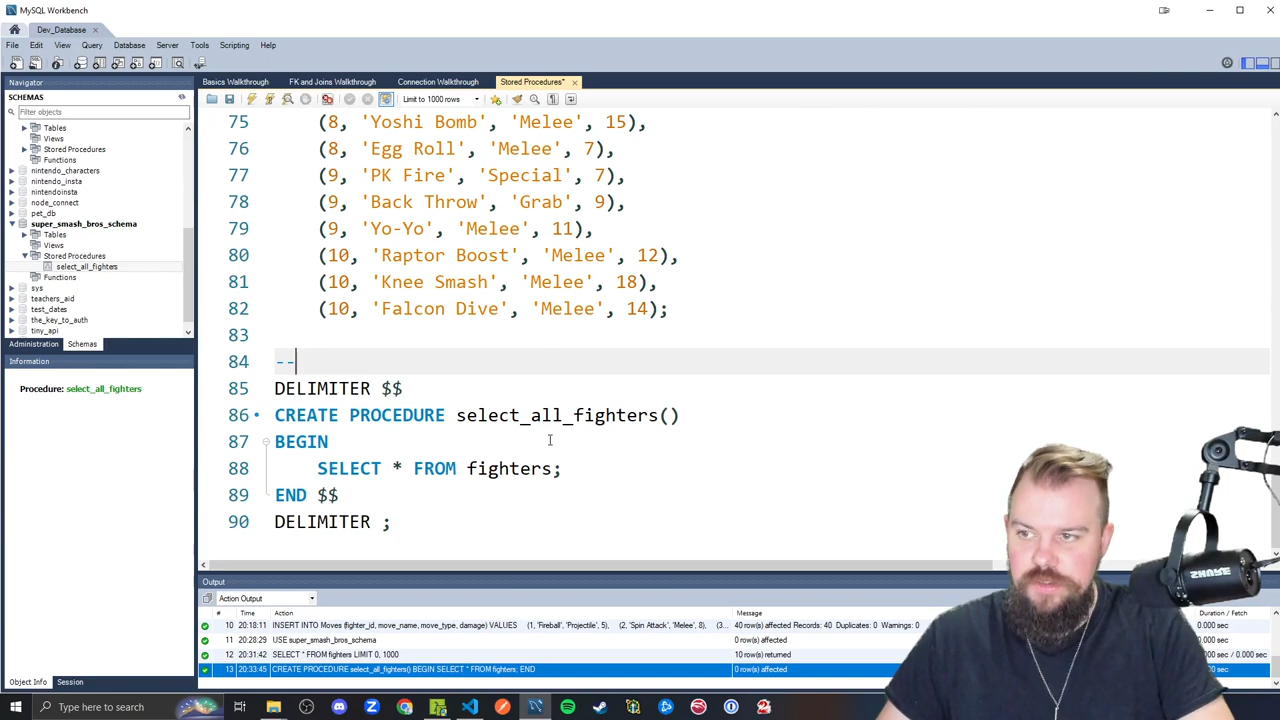 MySQL Workbench
Dev_Database
File Edit View Query Database Server Tools Scripting Help
Navigator
SCHEMAS
Filter objects
Tables
Views
Stored Procedures
Functions
nintendo_characters
nintendo_insta
nintendoinsta
node_connect
pet_db
super_smash_bros_schema
Tables
Views
Stored Procedures
select_all_fighters
Functions
sys
teachers_aid
test_dates
the_key_to_auth
tiny_api
Administration Schemas
Information
Procedure: select_all_fighters
Object Info Session
Basics Walkthrough FK and Joins Walkthrough Connection Walkthrough Stored Procedures*
Limit to 1000 rows
75 (8, 'Yoshi Bomb', 'Melee', 15),
76 (8, 'Egg Roll', 'Melee', 7),
77 (9, 'PK Fire', 'Special', 7),
78 (9, 'Back Throw', 'Grab', 9),
79 (9, 'Yo-Yo', 'Melee', 11),
80 (10, 'Raptor Boost', 'Melee', 12),
81 (10, 'Knee Smash', 'Melee', 18),
82 (10, 'Falcon Dive', 'Melee', 14);
83
84 --
85 DELIMITER $$
86 CREATE PROCEDURE select_all_fighters()
87 BEGIN
88 SELECT * FROM fighters;
89 END $$
90 DELIMITER ;
Output
Action Output
# Time Action Message Duration / Fetch
10 20:18:11 INSERT INTO Moves (fighter_id, move_name, move_type, damage) VALUES (1, 'Fireball', 'Projectile', 5), (2, 'Spin Attack', 'Melee', 8), (3... 40 row(s) affected Records: 40 Duplicates: 0 Warnings: 0 0.000 sec
11 20:28:29 USE super_smash_bros_schema 0 row(s) affected 0.000 sec
12 20:31:42 SELECT * FROM fighters LIMIT 0, 1000 10 row(s) returned 0.000 sec / 0.000 sec
13 20:33:45 CREATE PROCEDURE select_all_fighters() BEGIN SELECT * FROM fighters; END 0 row(s) affected 0.000 sec
Type here to search
SHURE